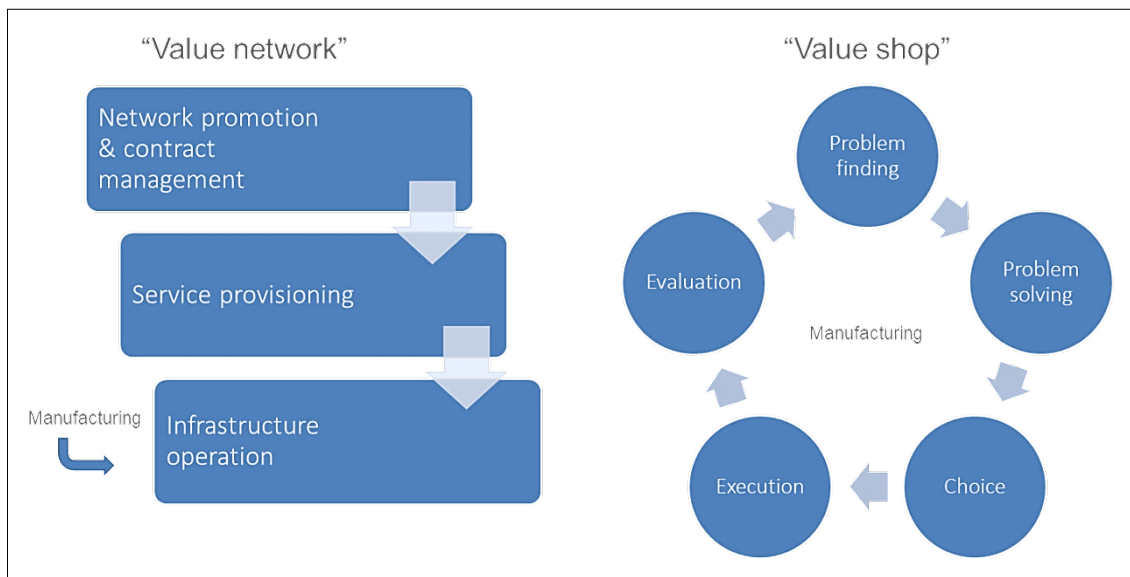 “Value network”
Network promotion
& contract
management
Service provisioning
Manufacturing
Infrastructure
operation
“Value shop”
Problem
finding
Problem
solving
Choice
Execution
Evaluation
Manufacturing